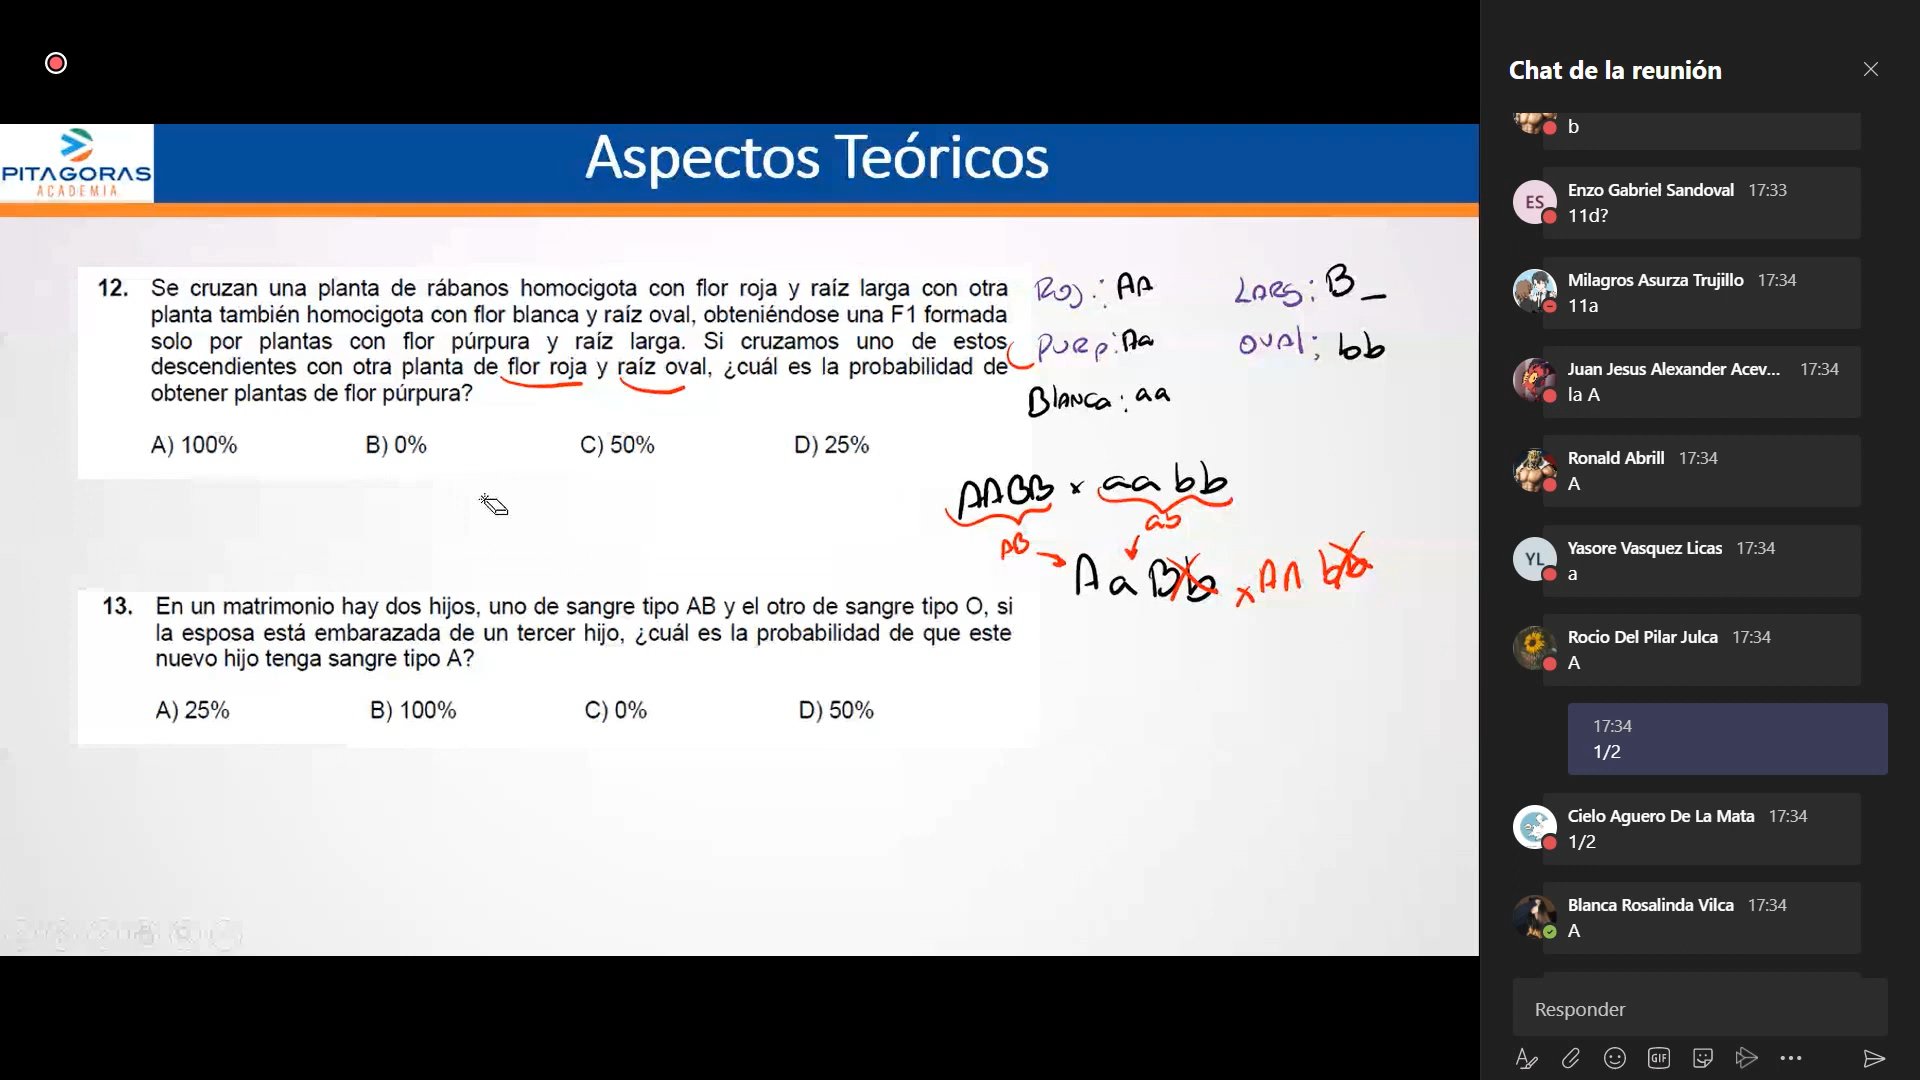 PITAGORAS
ACADEMIA
Aspectos Teóricos
12. Se cruzan una planta de rábanos homocigota con flor roja y raíz larga con otra
planta también homocigota con flor blanca y raíz oval, obteniéndose una F1 formada
solo por plantas con flor púrpura y raíz larga. Si cruzamos uno de estos
descendientes con otra planta de flor roja y raíz oval, ¿cuál es la probabilidad de
obtener plantas de flor púrpura?
A) 100% B) 0% C) 50% D) 25%
Roj.: AA Larg: B_
purp: Aa oval: bb
Blanca: aa
AABB x aabb
AB ab
AaBb x AA bb
13. En un matrimonio hay dos hijos, uno de sangre tipo AB y el otro de sangre tipo O, si
la esposa está embarazada de un tercer hijo, ¿cuál es la probabilidad de que este
nuevo hijo tenga sangre tipo A?
A) 25% B) 100% C) 0% D) 50%
Chat de la reunión
b
ES Enzo Gabriel Sandoval 17:33
11d?
Milagros Asurza Trujillo 17:34
11a
Juan Jesus Alexander Acev... 17:34
la A
Ronald Abrill 17:34
A
YL Yasore Vasquez Licas 17:34
a
Rocio Del Pilar Julca 17:34
A
17:34
1/2
Cielo Aguero De La Mata 17:34
1/2
Blanca Rosalinda Vilca 17:34
A
Responder
GIF